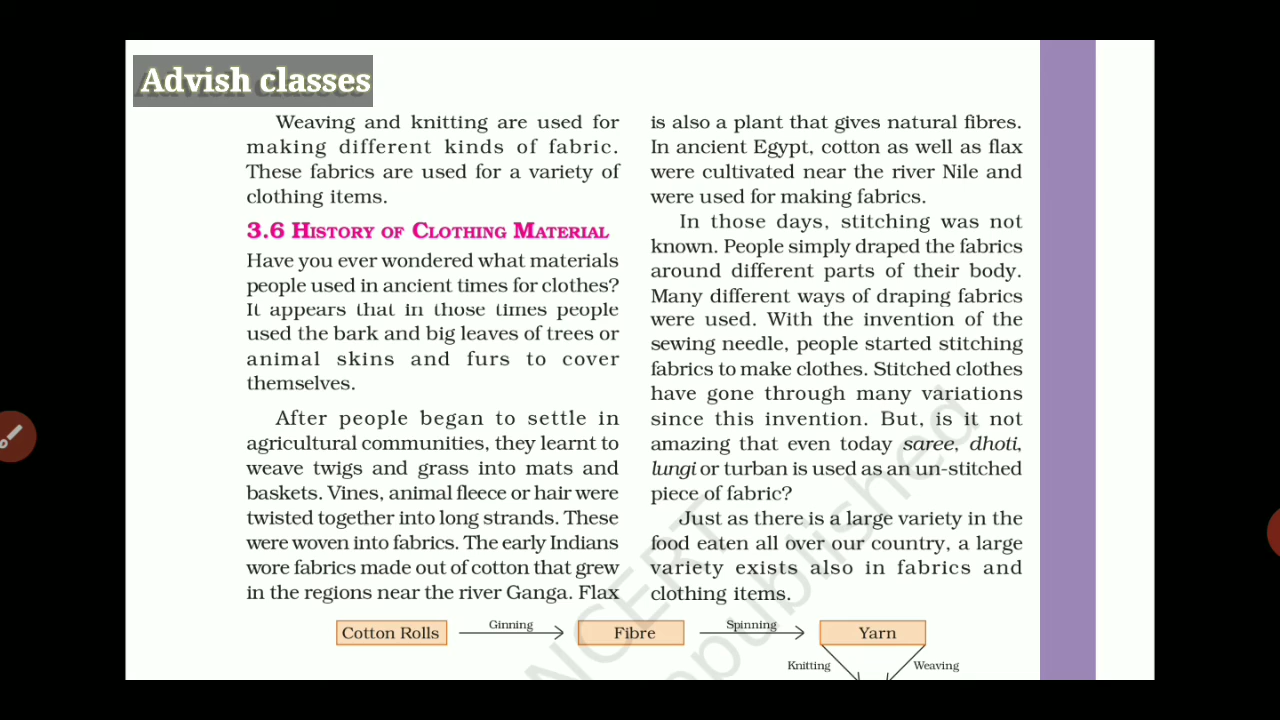 Advish classes
Weaving and knitting are used for
making different kinds of fabric.
These fabrics are used for a variety of
clothing items.
3.6 HISTORY OF CLOTHING MATERIAL
Have you ever wondered what materials
people used in ancient times for clothes?
It appears that in those times people
used the bark and big leaves of trees or
animal skins and furs to cover
themselves.
After people began to settle in
agricultural communities, they learnt to
weave twigs and grass into mats and
baskets. Vines, animal fleece or hair were
twisted together into long strands. These
were woven into fabrics. The early Indians
wore fabrics made out of cotton that grew
in the regions near the river Ganga. Flax
is also a plant that gives natural fibres.
In ancient Egypt, cotton as well as flax
were cultivated near the river Nile and
were used for making fabrics.
In those days, stitching was not
known. People simply draped the fabrics
around different parts of their body.
Many different ways of draping fabrics
were used. With the invention of the
sewing needle, people started stitching
fabrics to make clothes. Stitched clothes
have gone through many variations
since this invention. But, is it not
amazing that even today saree, dhoti,
lungi or turban is used as an un-stitched
piece of fabric?
Just as there is a large variety in the
food eaten all over our country, a large
variety exists also in fabrics and
clothing items.
Cotton Rolls Ginning Fibre Spinning Yarn
Knitting Weaving
NCERT
republished